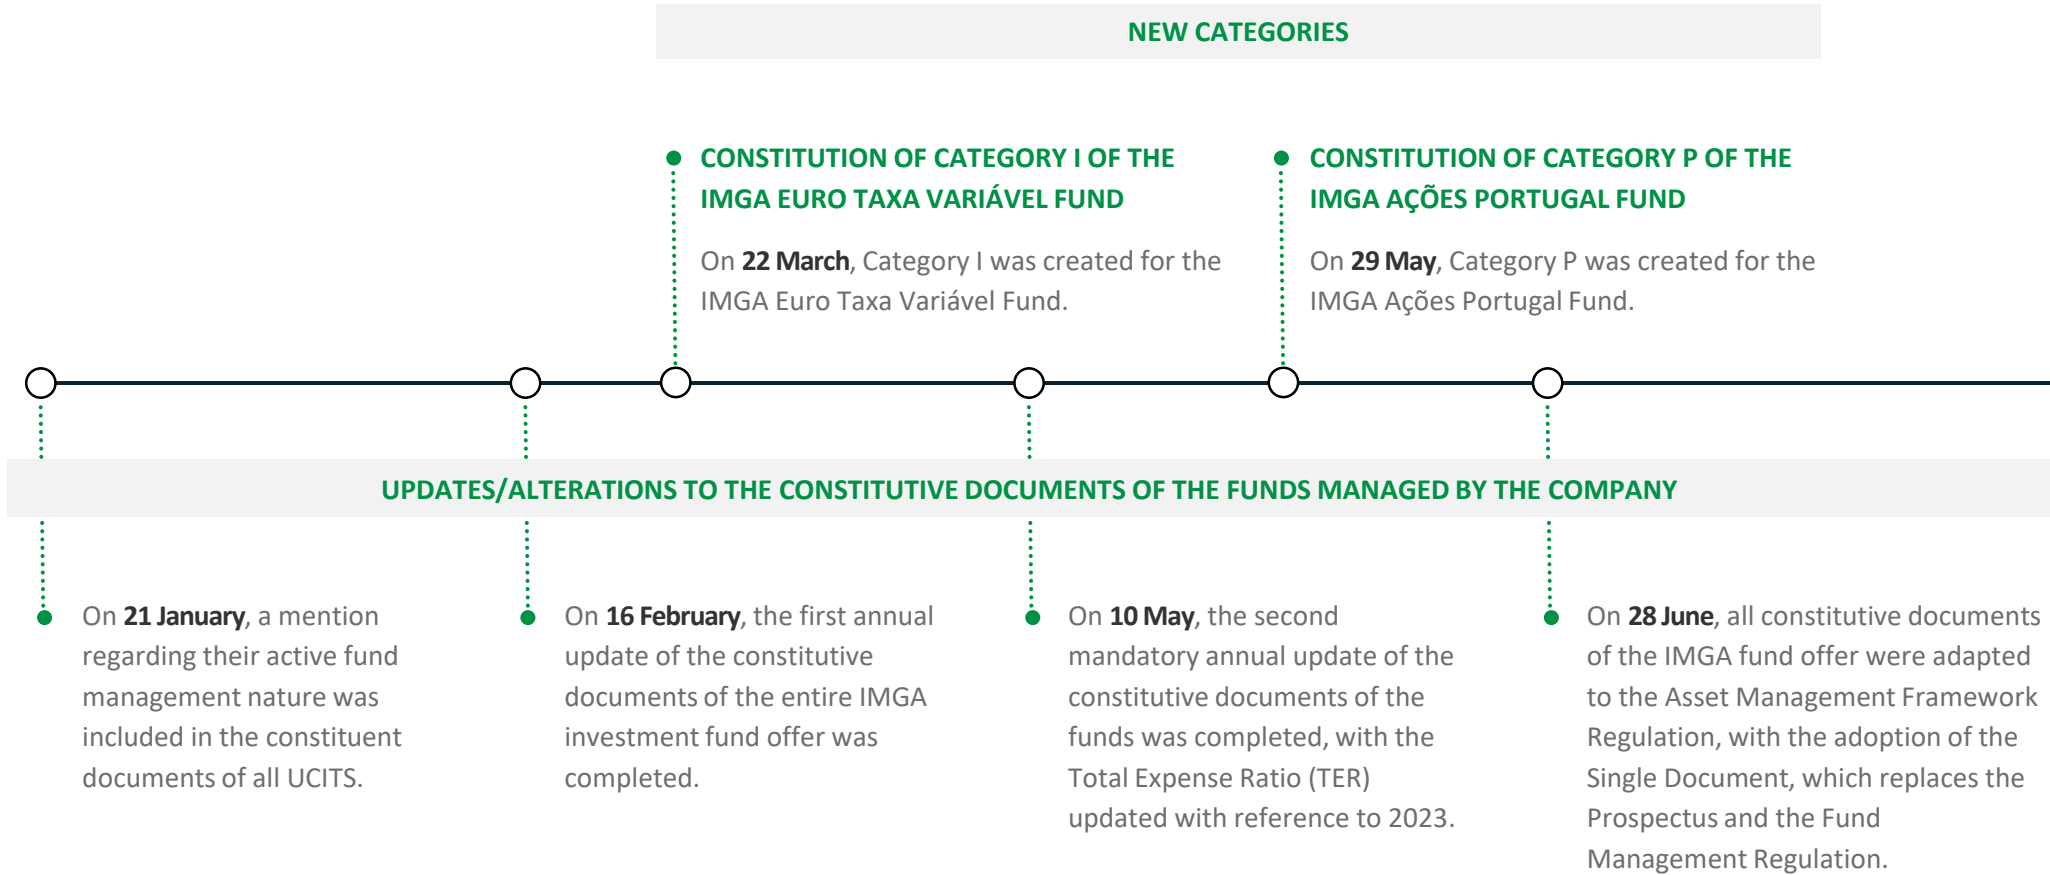 NEW CATEGORIES
CONSTITUTION OF CATEGORY I OF THE
IMGA EURO TAXA VARIÁVEL FUND
On 22 March, Category I was created for the
IMGA Euro Taxa Variável Fund.
CONSTITUTION OF CATEGORY P OF THE
IMGA AÇÕES PORTUGAL FUND
On 29 May, Category P was created for the
IMGA Ações Portugal Fund.
UPDATES/ALTERATIONS TO THE CONSTITUTIVE DOCUMENTS OF THE FUNDS MANAGED BY THE COMPANY
On 21 January, a mention
regarding their active fund
management nature was
included in the constituent
documents of all UCITS.
On 16 February, the first annual
update of the constitutive
documents of the entire IMGA
investment fund offer was
completed.
On 10 May, the second
mandatory annual update of the
constitutive documents of the
funds was completed, with the
Total Expense Ratio (TER)
updated with reference to 2023.
On 28 June, all constitutive documents
of the IMGA fund offer were adapted
to the Asset Management Framework
Regulation, with the adoption of the
Single Document, which replaces the
Prospectus and the Fund
Management Regulation.